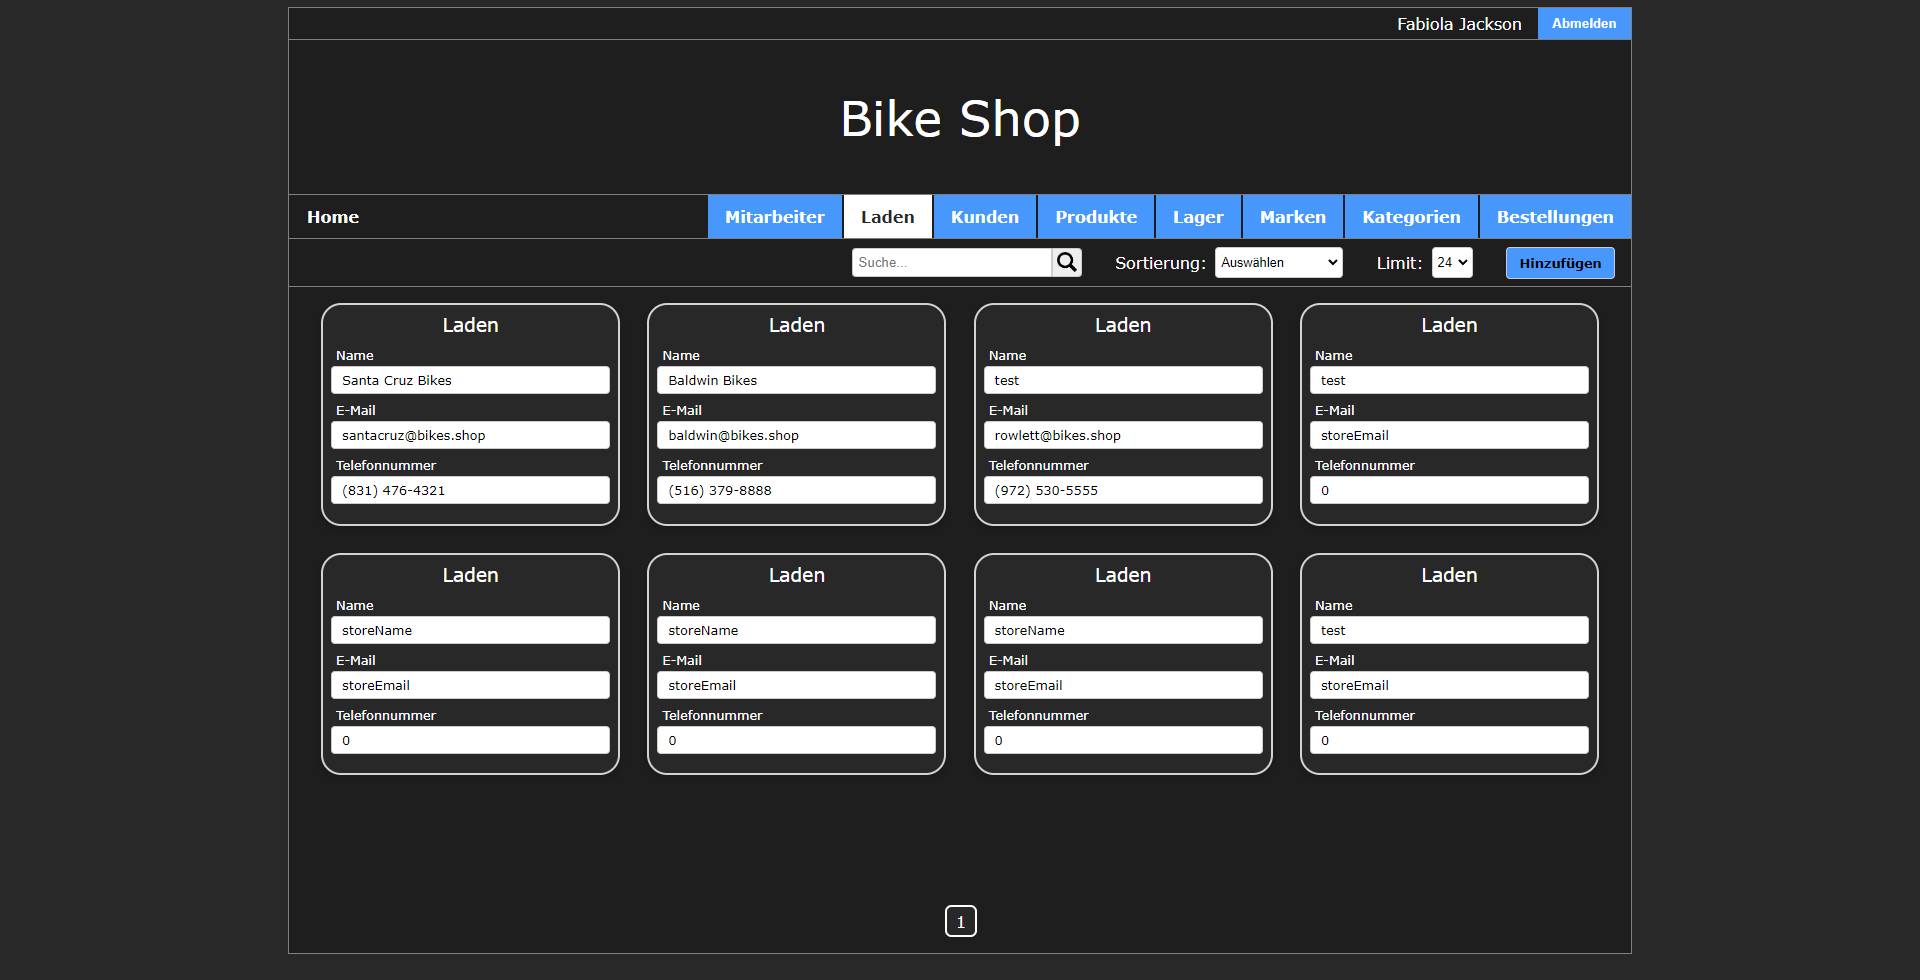 Fabiola Jackson Abmelden
Bike Shop
Home Mitarbeiter Laden Kunden Produkte Lager Marken Kategorien Bestellungen
Suche... Sortierung: Auswählen Limit: 24 Hinzufügen
Laden Laden Laden Laden
Name Name Name Name
Santa Cruz Bikes Baldwin Bikes test test
E-Mail E-Mail E-Mail E-Mail
santacruz@bikes.shop baldwin@bikes.shop rowlett@bikes.shop storeEmail
Telefonnummer Telefonnummer Telefonnummer Telefonnummer
(831) 476-4321 (516) 379-8888 (972) 530-5555 0
Laden Laden Laden Laden
Name Name Name Name
storeName storeName storeName test
E-Mail E-Mail E-Mail E-Mail
storeEmail storeEmail storeEmail storeEmail
Telefonnummer Telefonnummer Telefonnummer Telefonnummer
0 0 0 0
1